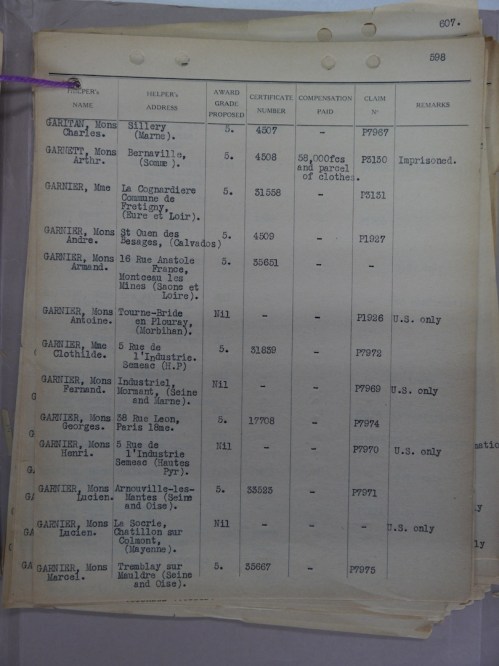 607.
598
HELPER's NAME HELPER's ADDRESS AWARD GRADE PROPOSED CERTIFICATE NUMBER COMPENSATION PAID CLAIM No REMARKS
GARITAN, Mons Sillery 5. 4507 - P7967
Charles. (Marne).
GARNETT, Mons Bernaville, 5. 4508 58,000fcs P3130 Imprisoned.
Arthr. (Somme). and parcel
of clothes.
GARNIER, Mme La Cognardiere 5. 31558 - P3131
Commune de
Fretigny,
(Eure et Loir).
GARNIER, Mons St Ouen des 5. 4509 - P1927
Andre. Besages, (Calvados)
GARNIER, Mons 16 Rue Anatole 5. 35651 - -
Armand. France,
Montceau les
Mines (Saone et
Loire).
GARNIER, Mons Tourne-Bride Nil - - P1926 U.S. only
Antoine. en Plouray,
(Morbihan).
GARNIER, Mme 5 Rue de 5. 31839 - P7972
Clothilde. l'Industrie.
Semeac (H.P)
GARNIER, Mons Industriel, Nil - - P7969 U.S. only
Fernand. Mormant, (Seine
and Marne).
GARNIER, Mons 38 Rue Leon, 5. 17708 - P7974
Georges. Paris 18me.
GARNIER, Mons 5 Rue de Nil - - P7970 U.S. only
Henri. l'Industrie
Semeac (Hautes
Pyr).
GARNIER, Mons Arnouville-les- 5. 33523 - P7971
Lucien. Mantes (Seine
and Oise).
GARNIER, Mons La Socrie, Nil - - - U.S. only
Lucien. Chatillon sur
Colmont,
(Mayenne).
GARNIER, Mons Tremblay sur 5. 35667 - P7975
Marcel. Mauldre (Seine
and Oise).